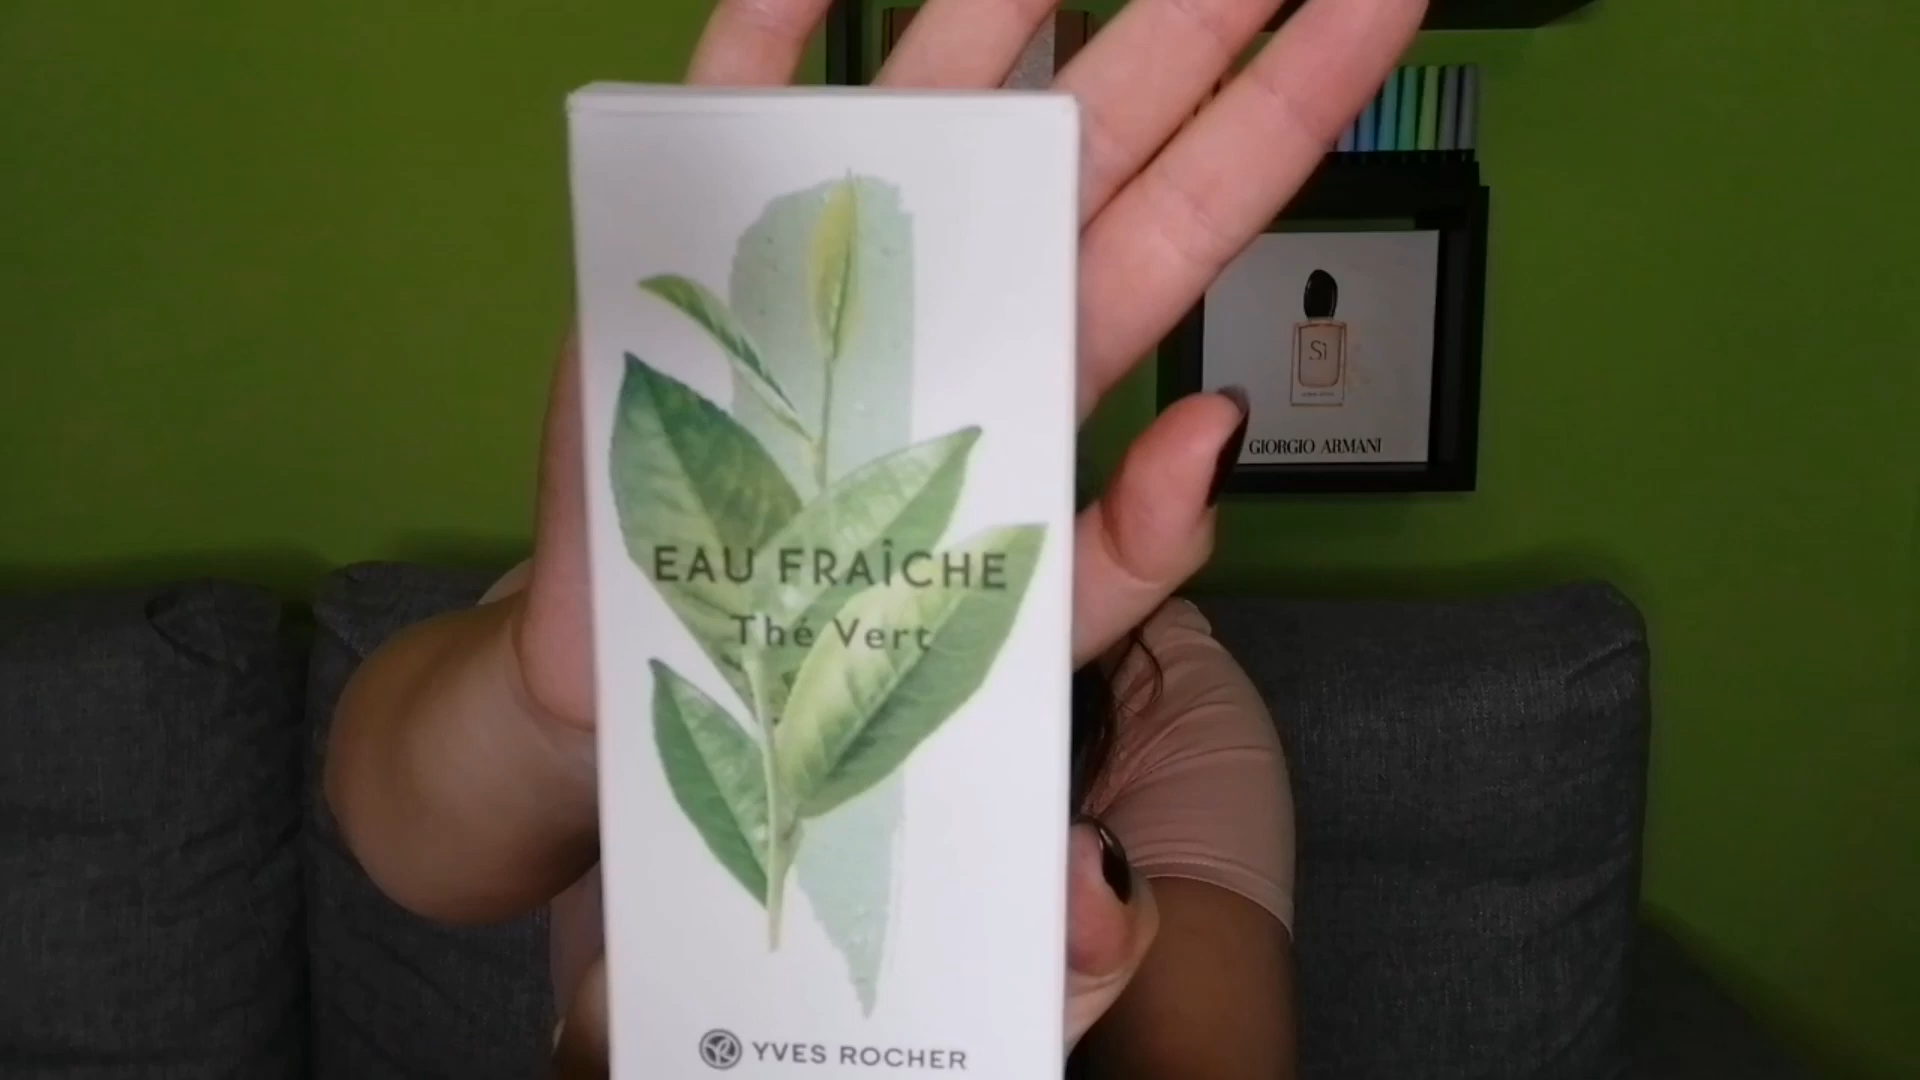 EAU FRAÎCHE
Thé Vert
YVES ROCHER
Sì
GIORGIO ARMANI